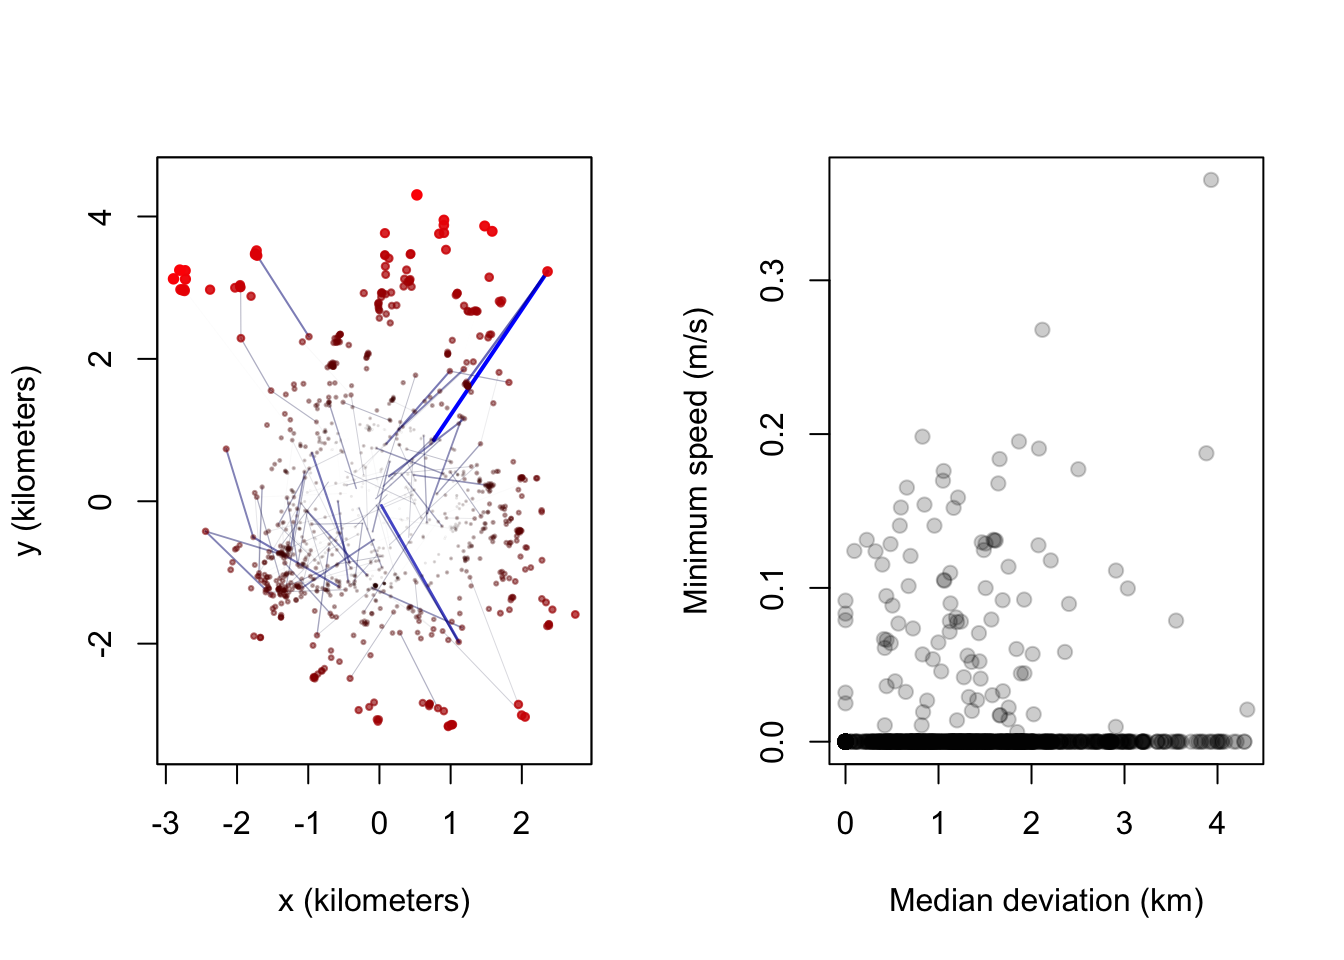 4
2
0
-2
-3 -2 -1 0 1 2
x (kilometers)
y (kilometers)
0.3
0.2
0.1
0.0
0 1 2 3 4
Median deviation (km)
Minimum speed (m/s)